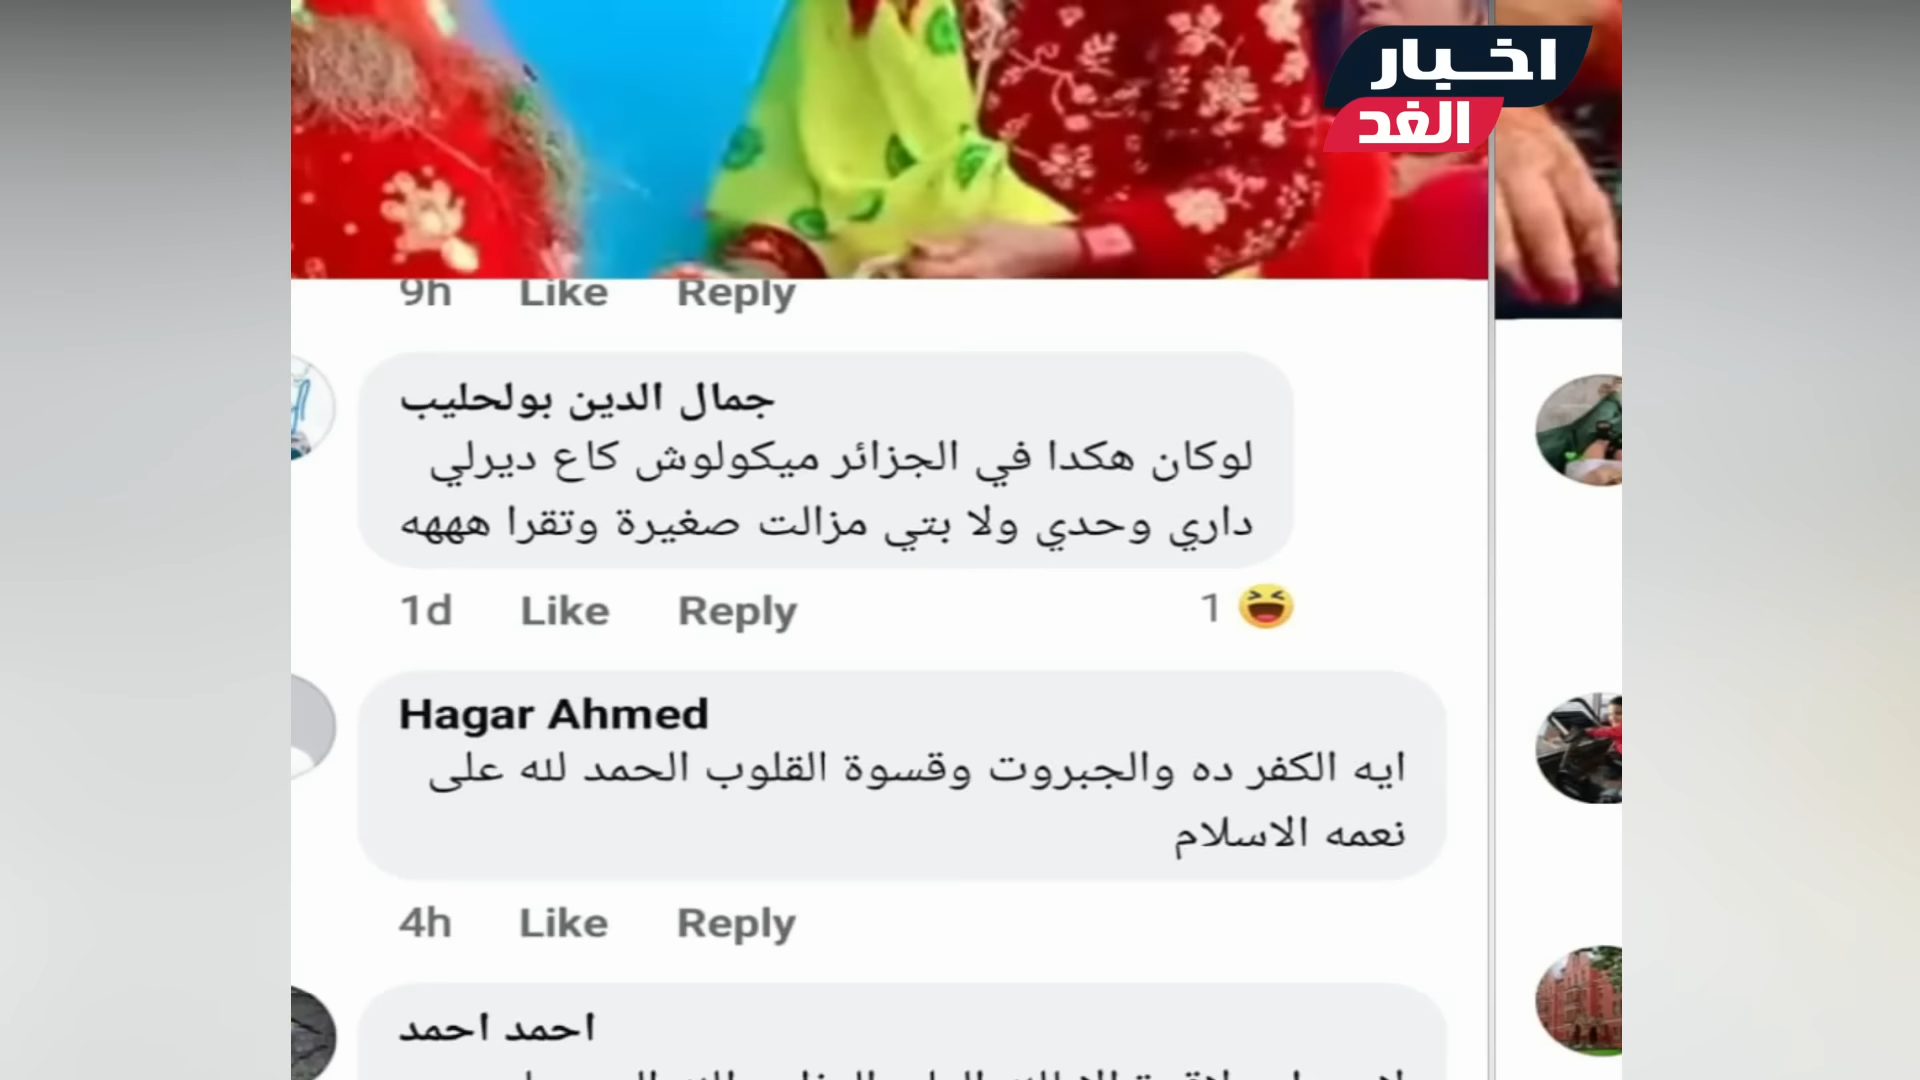 اخبار
الغد
9h Like Reply
جمال الدين بولحليب
لوكان هكدا في الجزائر ميكولوش كاع ديرلي
داري وحدي ولا بتي مزالت صغيرة وتقرا هههه
1d Like Reply 1
Hagar Ahmed
ايه الكفر ده والجبروت وقسوة القلوب الحمد لله على
نعمه الاسلام
4h Like Reply
احمد احمد